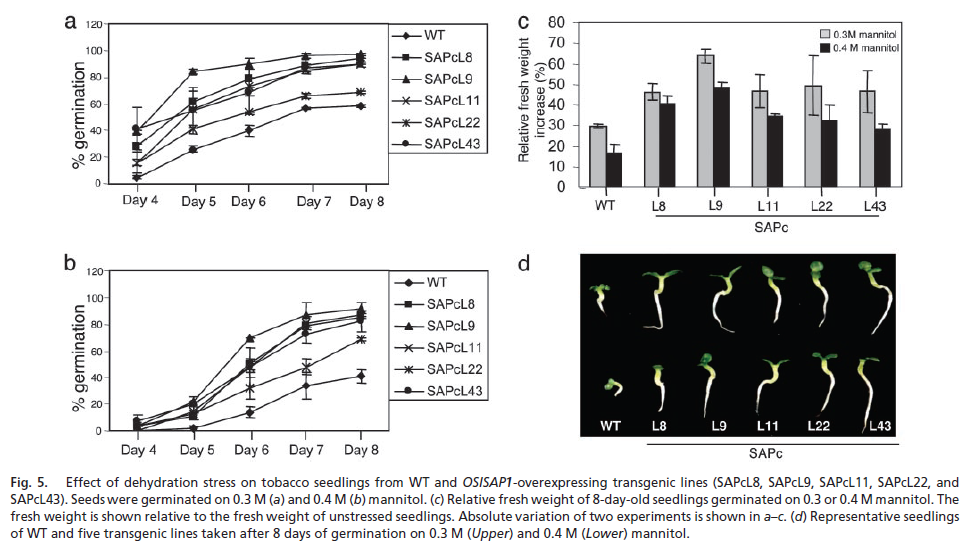 a
120
100
80
60
40
20
0
% germination
Day 4 Day 5 Day 6 Day 7 Day 8
WT
SAPcL8
SAPcL9
SAPcL11
SAPcL22
SAPcL43
b
120
100
80
60
40
20
0
% germination
Day 4 Day 5 Day 6 Day 7 Day 8
WT
SAPcL8
SAPcL9
SAPcL11
SAPcL22
SAPcL43
c
80
70
60
50
40
30
20
10
0
Relative fresh weight
increase (%)
0.3M mannitol
0.4 M mannitol
WT L8 L9 L11 L22 L43
SAPc
d
WT L8 L9 L11 L22 L43
SAPc
Fig. 5. Effect of dehydration stress on tobacco seedlings from WT and OSISAP1-overexpressing transgenic lines (SAPcL8, SAPcL9, SAPcL11, SAPcL22, and
SAPcL43). Seeds were germinated on 0.3 M (a) and 0.4 M (b) mannitol. (c) Relative fresh weight of 8-day-old seedlings germinated on 0.3 or 0.4 M mannitol. The
fresh weight is shown relative to the fresh weight of unstressed seedlings. Absolute variation of two experiments is shown in a–c. (d) Representative seedlings
of WT and five transgenic lines taken after 8 days of germination on 0.3 M (Upper) and 0.4 M (Lower) mannitol.